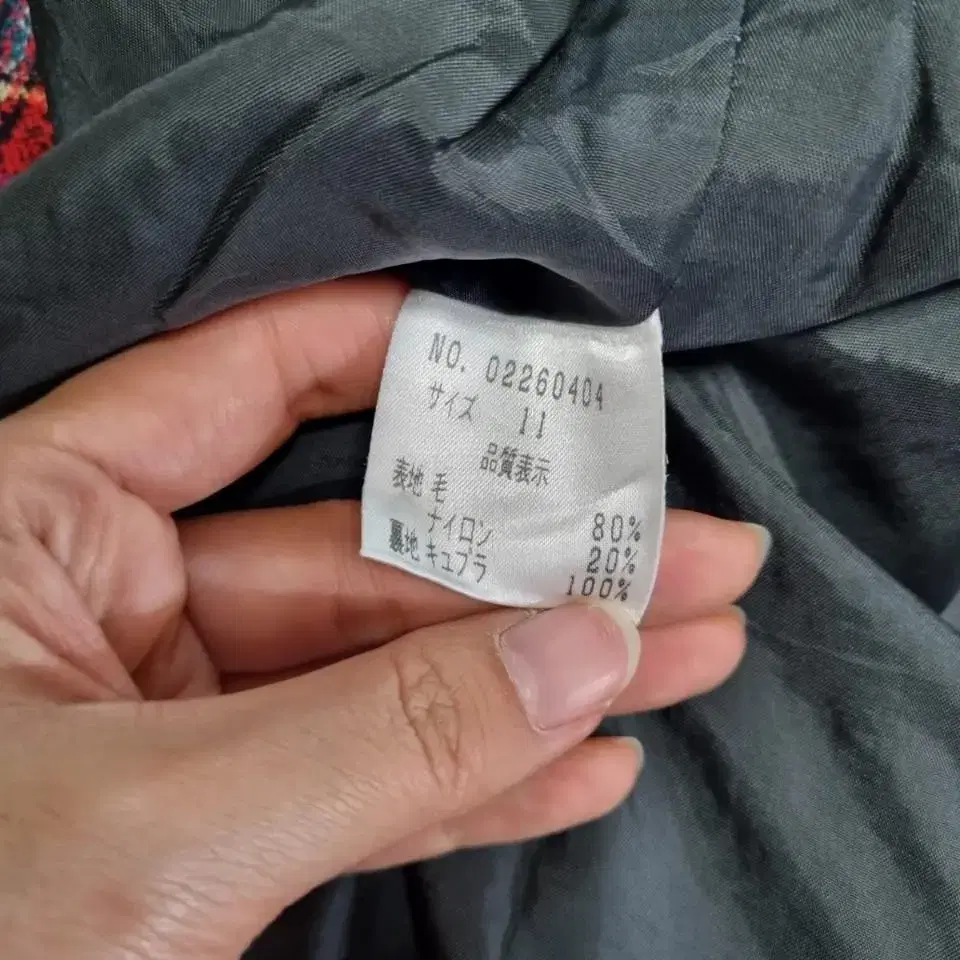 NO. 02260404
サイズ 11
品質表示
表地 毛 80%
ナイロン 20%
裏地 キュプラ 100%